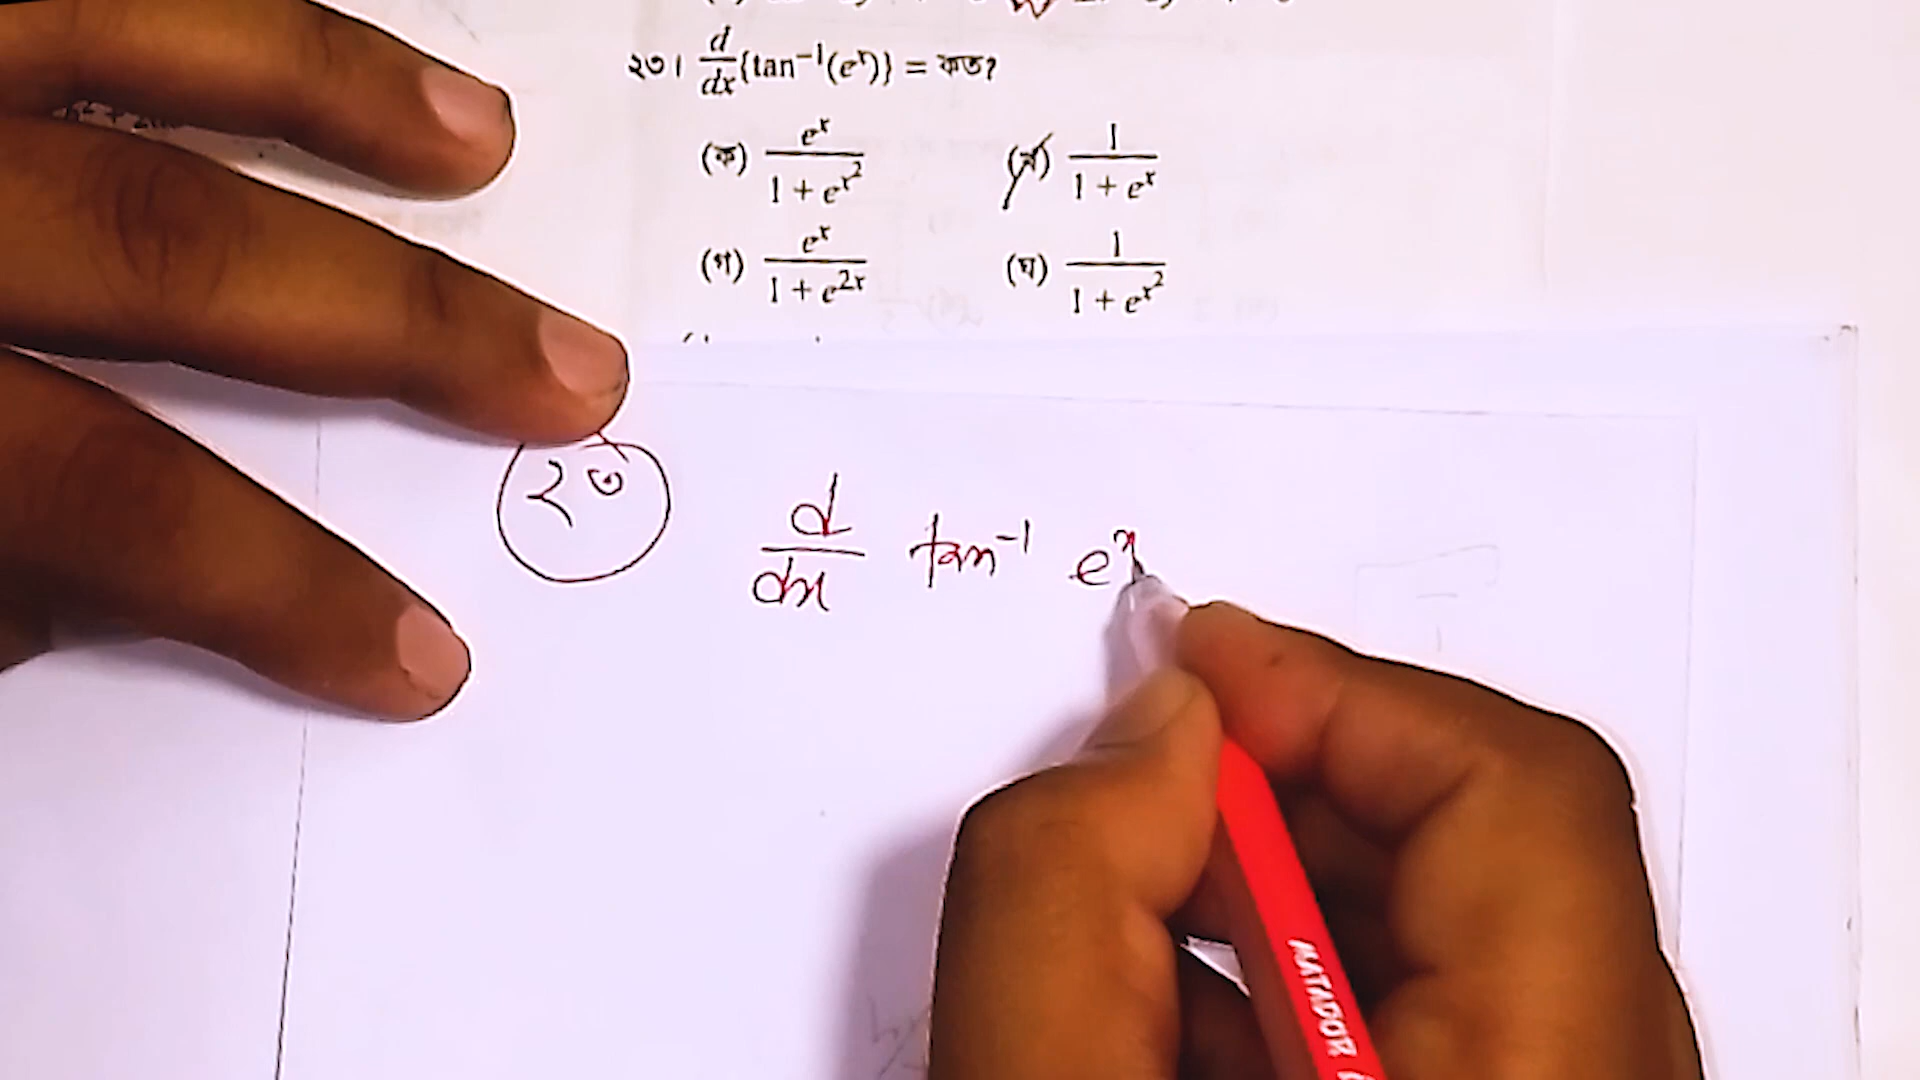 ২৩। d/dx{tan⁻¹(eˣ)} = কত?
(ক) eˣ/(1 + eˣ²) (খ) 1/(1 + eˣ)
(গ) eˣ/(1 + e²ˣ) (ঘ) 1/(1 + eˣ²)
২৩ d/dx tan⁻¹ eˣ
MATADOR